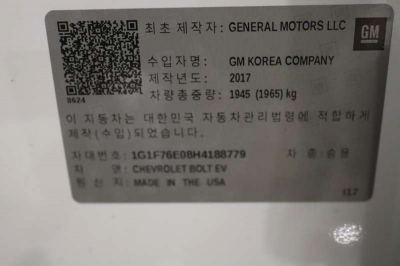 최초 제작자: GENERAL MOTORS LLC
GM
수입자명: GM KOREA COMPANY
제작년도: 2017
차량총중량: 1945 (1965) kg
8624
이 자동차는 대한민국 자동차관리법령에 적합하게
제작(수입)되었습니다.
차대번호: 1G1F76E08H4188779 차종: 승용
차명: CHEVROLET BOLT EV
원산지: MADE IN THE USA
I17